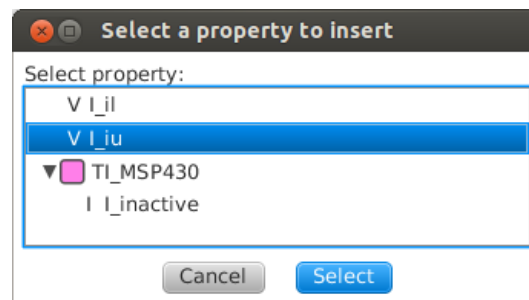 Select a property to insert
Select property:
V I_il
V I_iu
TI_MSP430
I I_inactive
Cancel Select